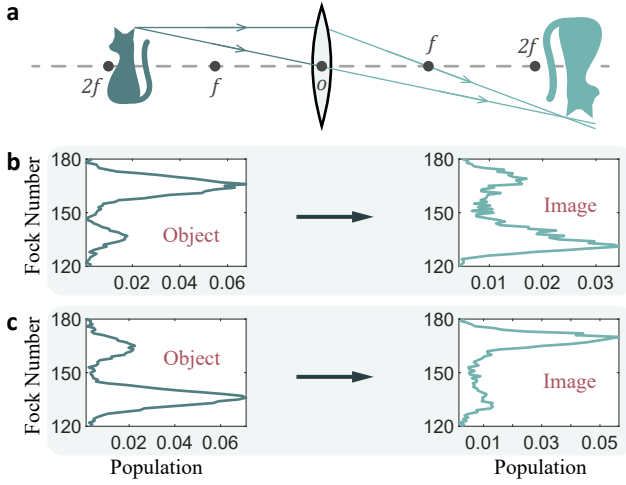 a
2f
f
o
f
2f
b
Fock Number
180
150
120
Object
0.02 0.04 0.06
Image
0.01 0.02 0.03
c
Fock Number
180
150
120
Object
0.02 0.04 0.06
Population
180
150
120
Image
0.01 0.03 0.05
Population
180
150
120